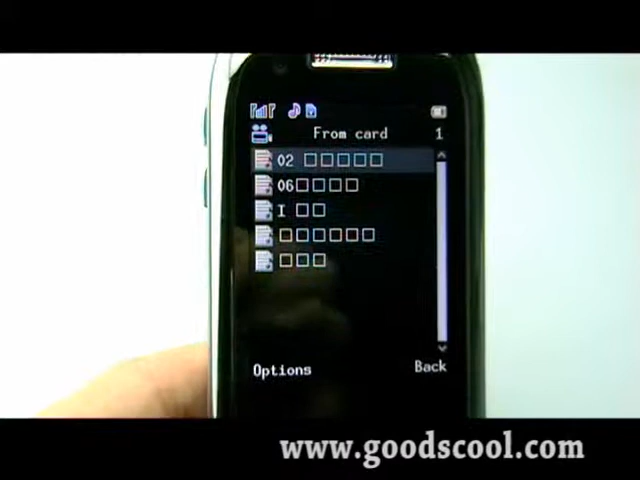 From card 1
02 □□□□□
06□□□□
I □□
□□□□□□
□□□
Options Back
www.goodscool.com